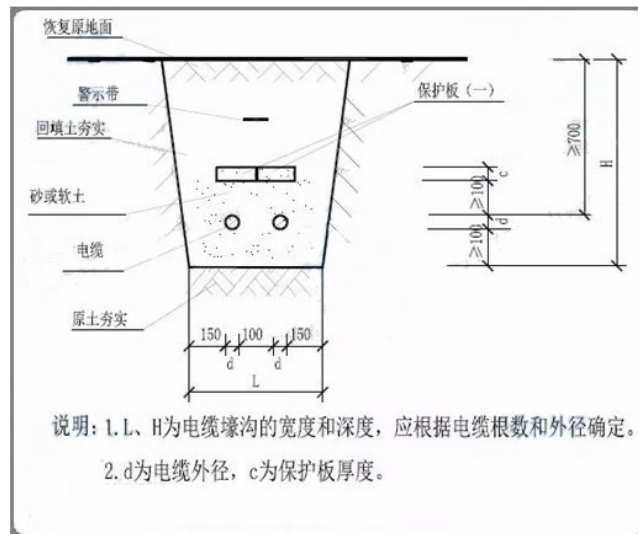 恢复原地面
警示带
保护板（一）
回填土夯实
砂或软土
电缆
原土夯实
≥700
H
c
≥100
d
≥100
150
100
150
d
d
L
说明：1.L、H为电缆壕沟的宽度和深度，应根据电缆根数和外径确定。
2.d为电缆外径，c为保护板厚度。